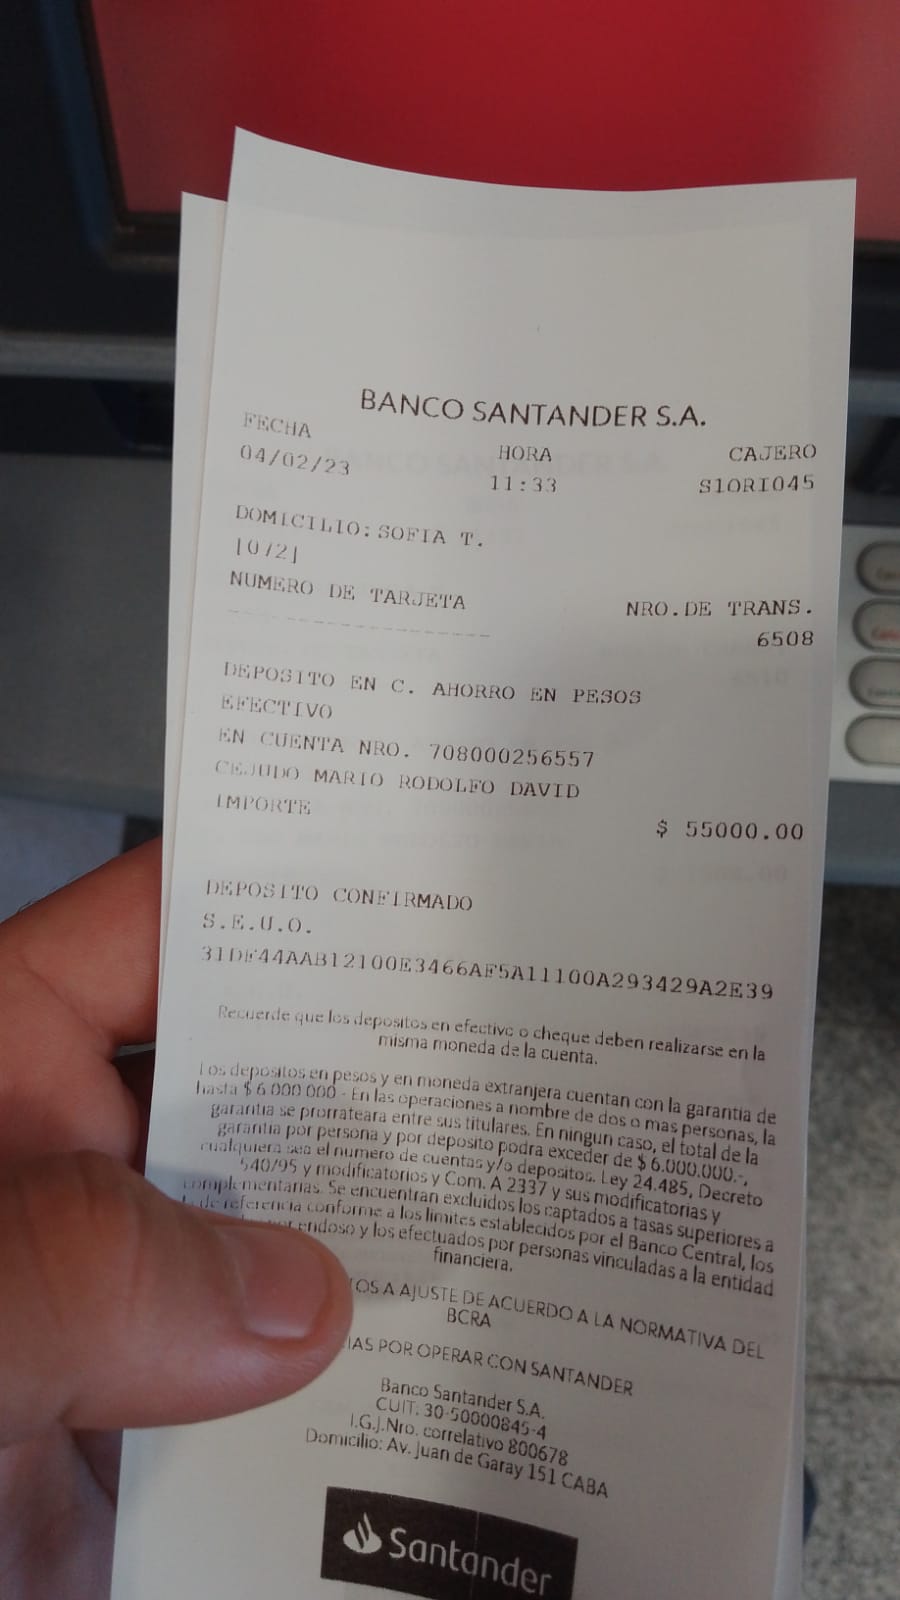 BANCO SANTANDER S.A.
FECHA HORA CAJERO
04/02/23 11:33 S1ORI045
DOMICILIO: SOFIA T.
[072]
NUMERO DE TARJETA NRO.DE TRANS.
---------------- 6508
DEPOSITO EN C. AHORRO EN PESOS
EFECTIVO
EN CUENTA NRO. 708000256557
CEJUDO MARIO RODOLFO DAVID
IMPORTE $ 55000.00
DEPOSITO CONFIRMADO
S.E.U.O.
31DF44AAB12100E3466AF5A11100A293429A2E39
Recuerde que los depositos en efectivo o cheque deben realizarse en la
misma moneda de la cuenta.
Los depositos en pesos y en moneda extranjera cuentan con la garantia de
hasta $ 6.000.000 - En las operaciones a nombre de dos o mas personas, la
garantia se prorrateara entre sus titulares. En ningun caso, el total de la
garantia por persona y por deposito podra exceder de $ 6.000.000.-,
cualquiera sea el numero de cuentas y/o depositos. Ley 24.485, Decreto
540/95 y modificatorios y Com. A 2337 y sus modificatorias y
complementarias. Se encuentran excluidos los captados a tasas superiores a
de referencia conforme a los limites establecidos por el Banco Central, los
endoso y los efectuados por personas vinculadas a la entidad
financiera.
A AJUSTE DE ACUERDO A LA NORMATIVA DEL
BCRA
POR OPERAR CON SANTANDER
Banco Santander S.A.
CUIT: 30-50000845-4
I.G.J.Nro. correlativo 800678
Domicilio: Av. Juan de Garay 151 CABA
Santander